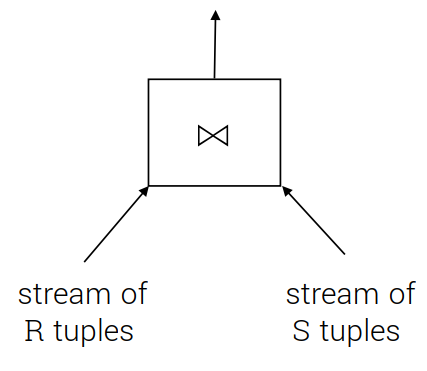 ⋈
stream of
R tuples
stream of
S tuples